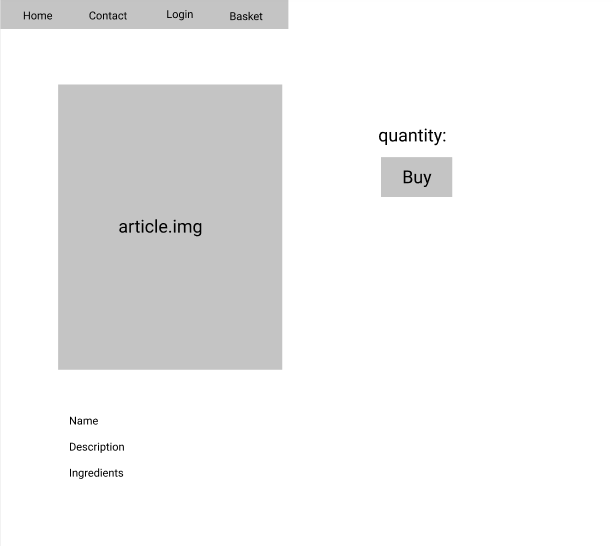 Home Contact Login Basket
quantity:
Buy
article.img
Name
Description
Ingredients